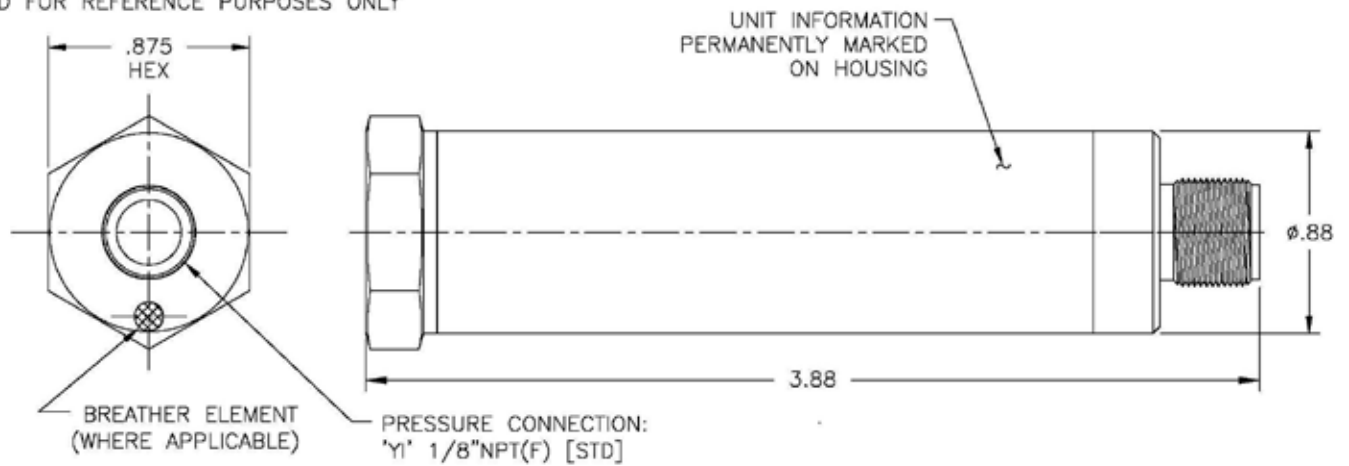 FOR REFERENCE PURPOSES ONLY
.875
HEX
UNIT INFORMATION
PERMANENTLY MARKED
ON HOUSING
ø.88
3.88
BREATHER ELEMENT
(WHERE APPLICABLE)
PRESSURE CONNECTION:
'YI' 1/8"NPT(F) [STD]